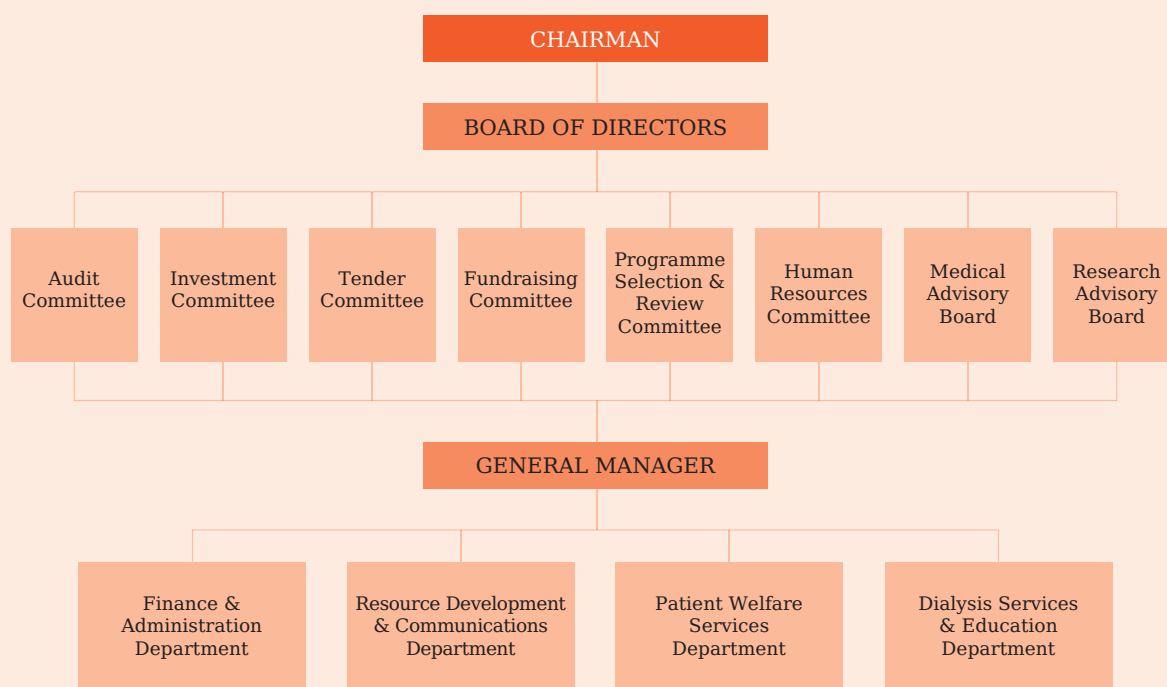 CHAIRMAN
BOARD OF DIRECTORS
Audit
Committee
Investment
Committee
Tender
Committee
Fundraising
Committee
Programme
Selection &
Review
Committee
Human
Resources
Committee
Medical
Advisory
Board
Research
Advisory
Board
GENERAL MANAGER
Finance &
Administration
Department
Resource Development
& Communications
Department
Patient Welfare
Services
Department
Dialysis Services
& Education
Department